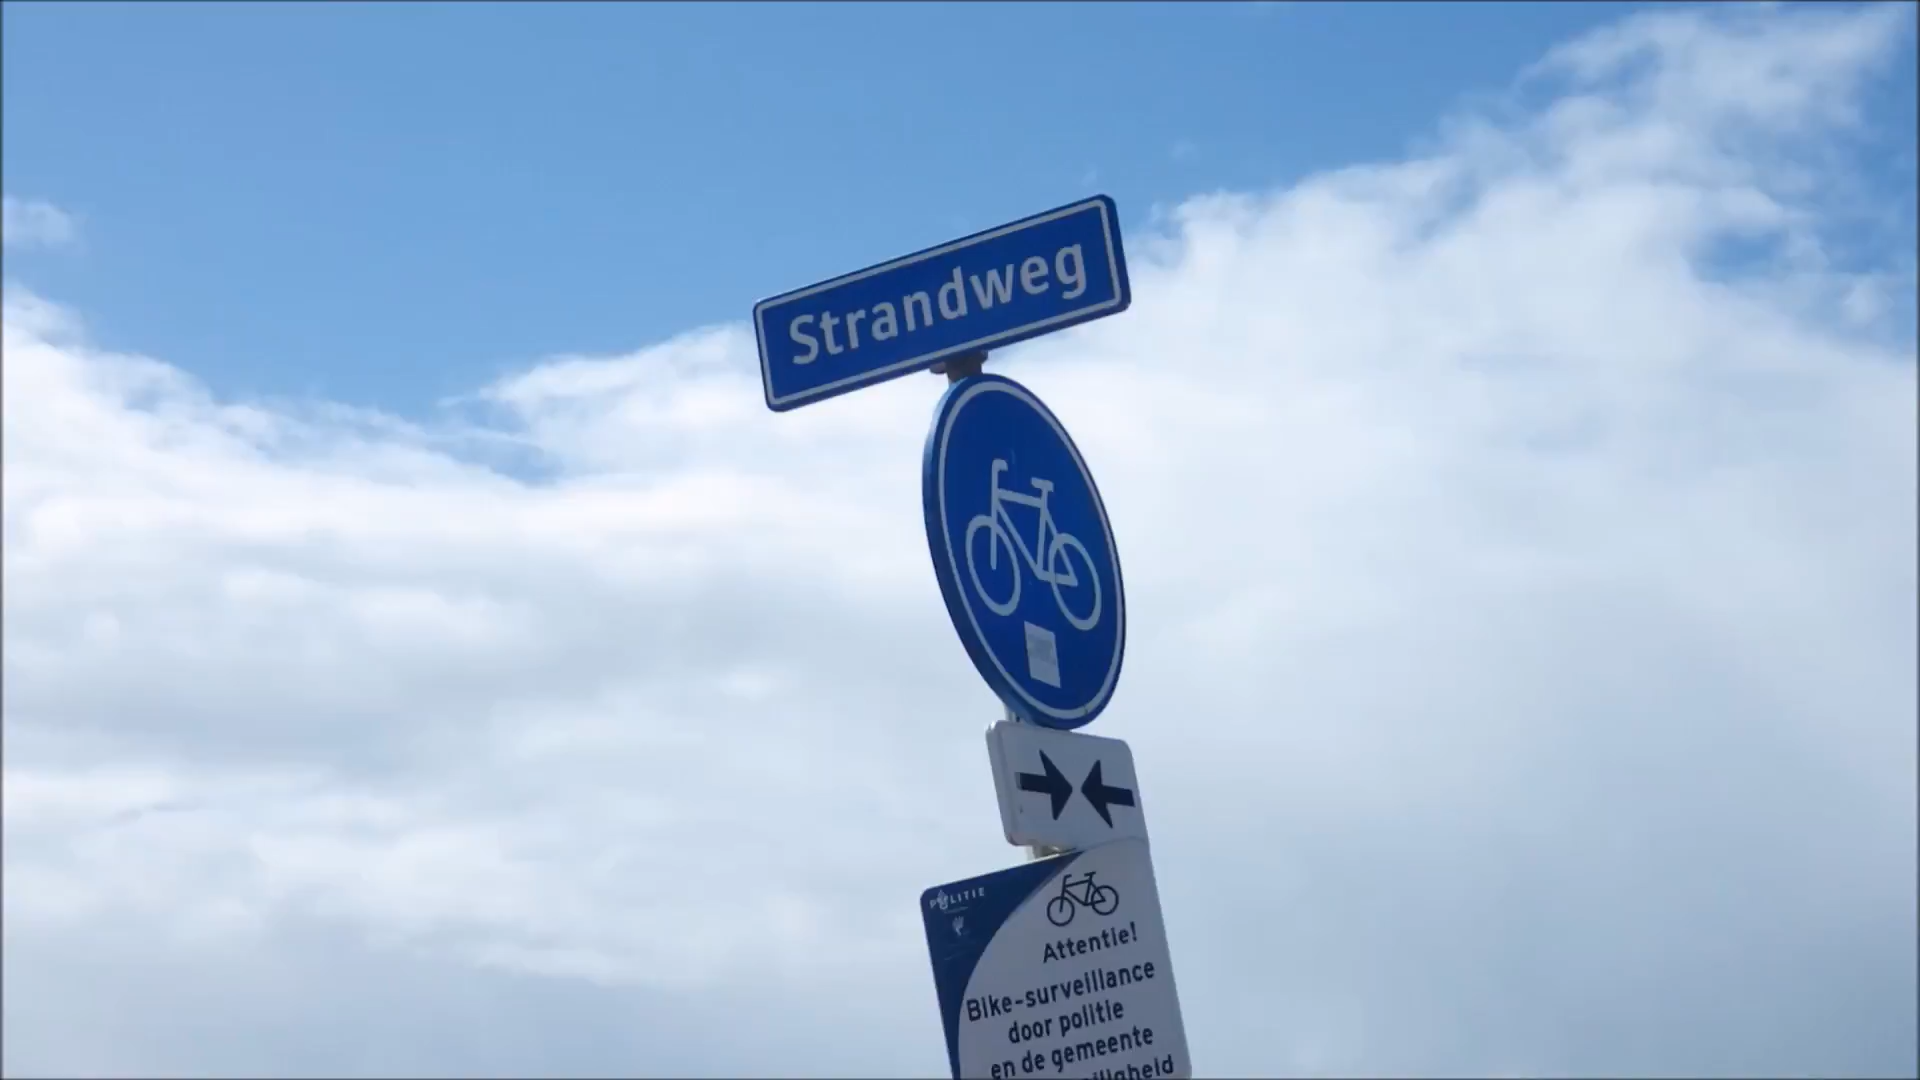 Strandweg
POLITIE
Attentie!
Bike-surveillance
door politie
en de gemeente